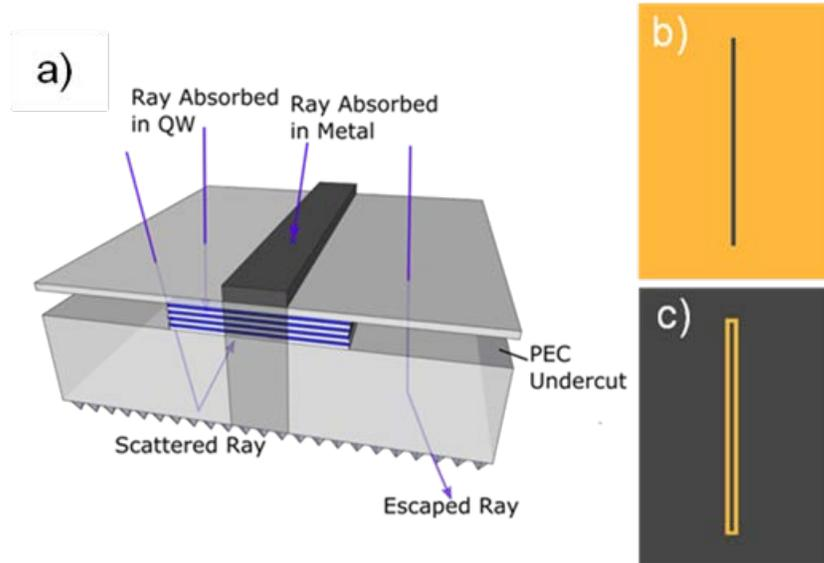 a)
Ray Absorbed
in QW
Ray Absorbed
in Metal
PEC
Undercut
Scattered Ray
Escaped Ray
b)
c)